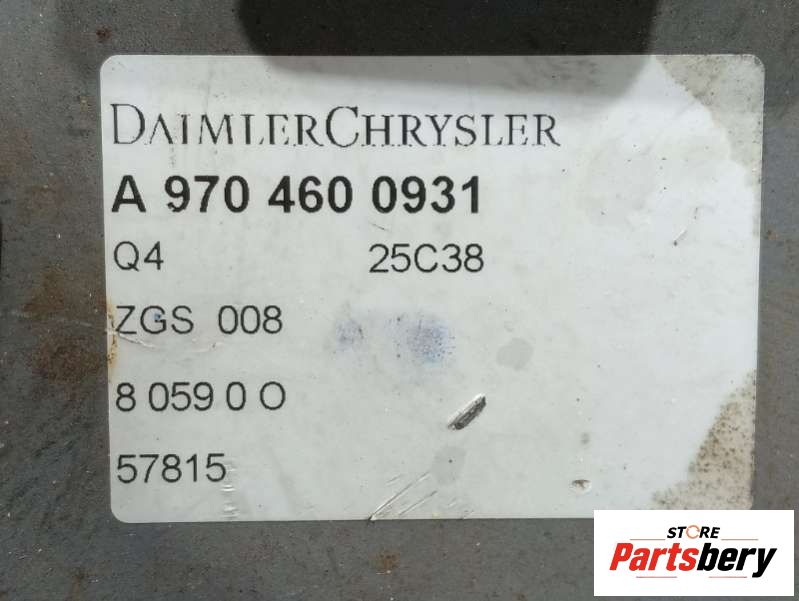 DAIMLERCHRYSLER
A 970 460 0931
Q4 25C38
ZGS 008
8 059 0 O
57815
STORE
Partsbery